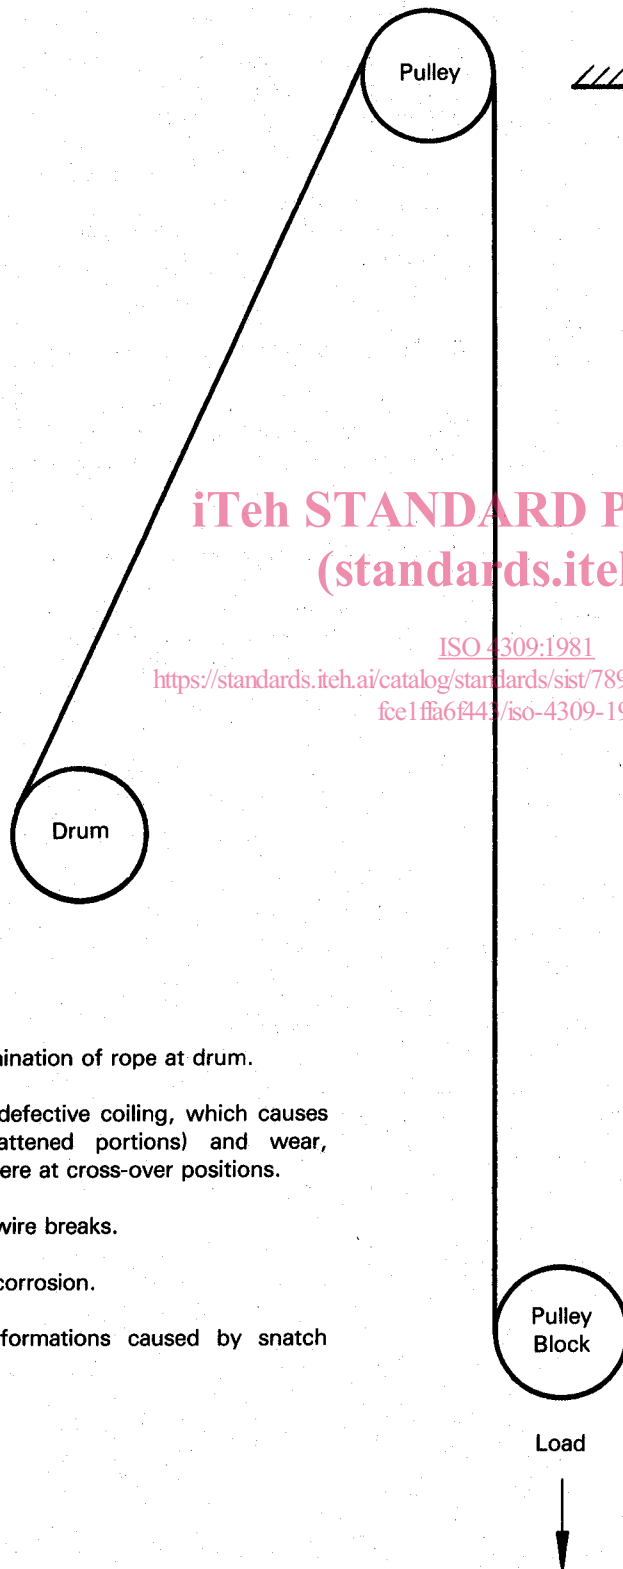 Pulley
iTeh STANDARD P
(standards.iteh
ISO 4309:1981
https://standards.iteh.ai/catalog/standards/sist/789
fce1ffa6f443/iso-4309-19
Drum
ination of rope at drum.
defective coiling, which causes
attened portions) and wear,
ere at cross-over positions.
wire breaks.
corrosion.
formations caused by snatch
Pulley
Block
Load